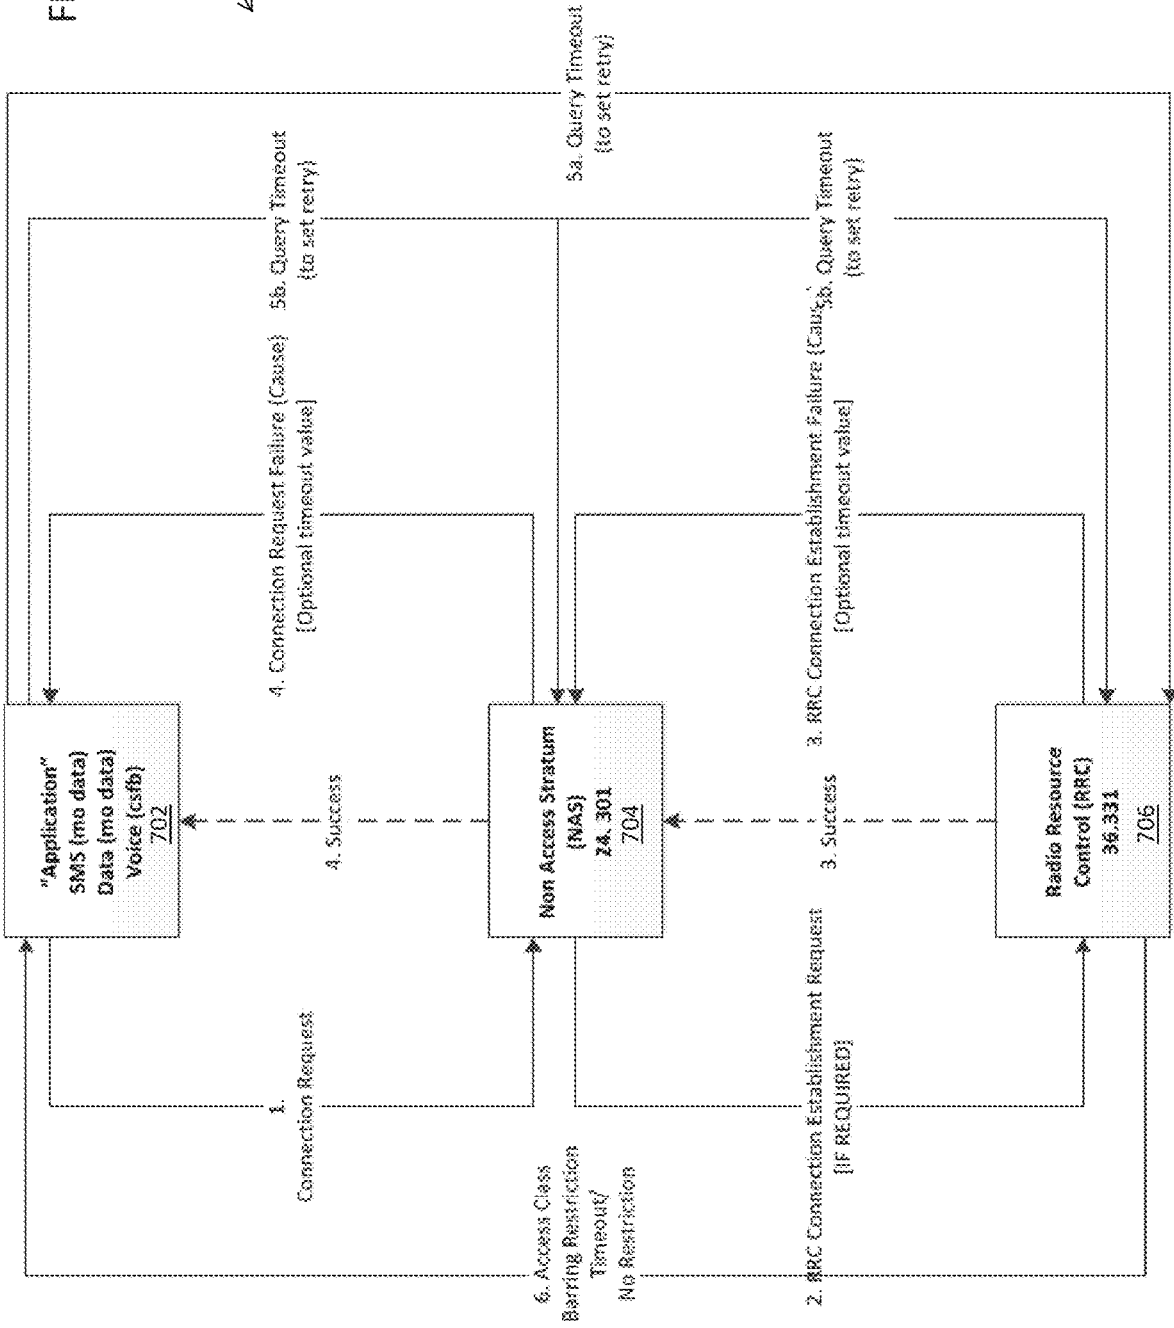 FI
"Application"
SMS (mo data)
Data (mo data)
Voice (csfb)
702
Non Access Stratum
(NAS)
24. 301
704
Radio Resource
Control (RRC)
36.331
706
1.
Connection Request
2. RRC Connection Establishment Request
[IF REQUIRED]
3. Success
4. Success
3. RRC Connection Establishment Failure (Cause
[Optional timeout value]
4. Connection Request Failure (Cause)
[Optional timeout value]
5b. Query Timeout
(to set retry)
5b. Query Timeout
(to set retry)
5a. Query Timeout
(to set retry)
6. Access Class
Barring Restriction
Timeout/
No Restriction